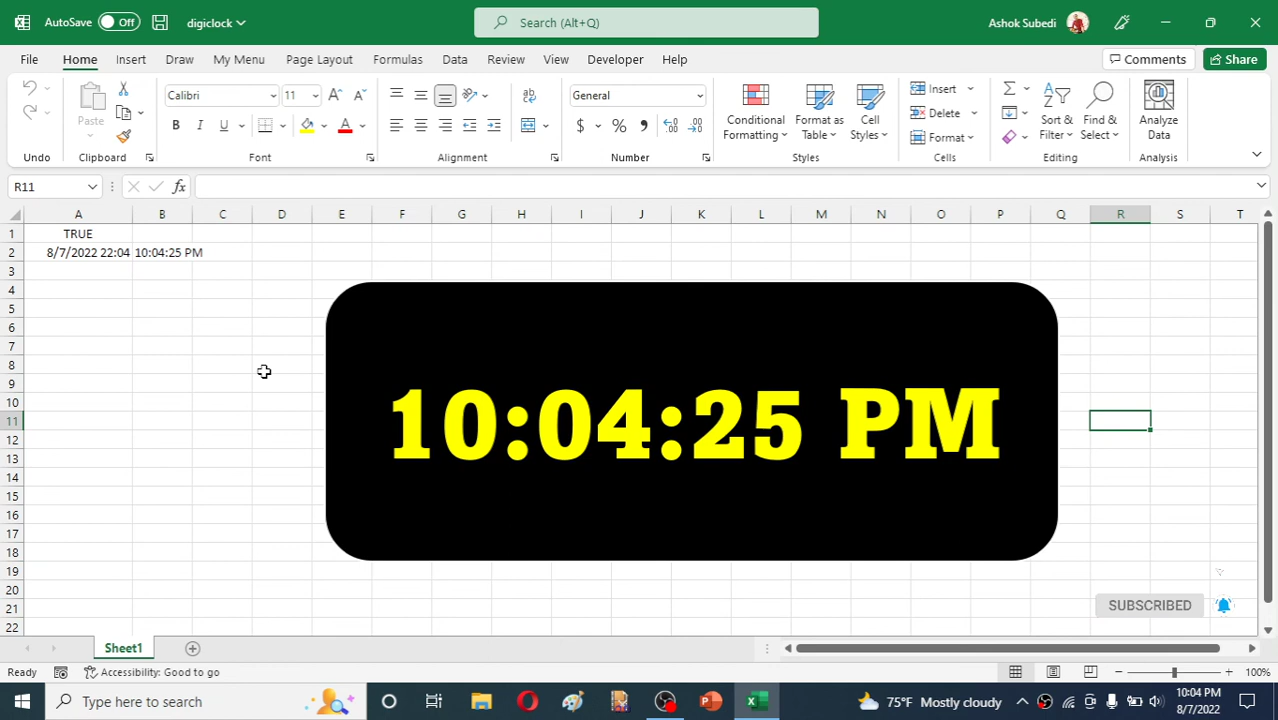 AutoSave Off digiclock Search (Alt+Q) Ashok Subedi
File Home Insert Draw My Menu Page Layout Formulas Data Review View Developer Help Comments Share
Paste Calibri 11 B I U General $ % Conditional Formatting Format as Table Cell Styles Insert Delete Format Sort & Filter Find & Select Analyze Data
Undo Clipboard Font Alignment Number Styles Cells Editing Analysis
R11 fx
A B C D E F G H I J K L M N O P Q R S T
1 TRUE
2 8/7/2022 22:04 10:04:25 PM
3
4
5
6
7
8
9
10
11
12
13
14
15
16
17
18
19
20
21
22
10:04:25 PM
SUBSCRIBED
Sheet1
Ready Accessibility: Good to go 100%
Type here to search 75°F Mostly cloudy 10:04 PM
8/7/2022